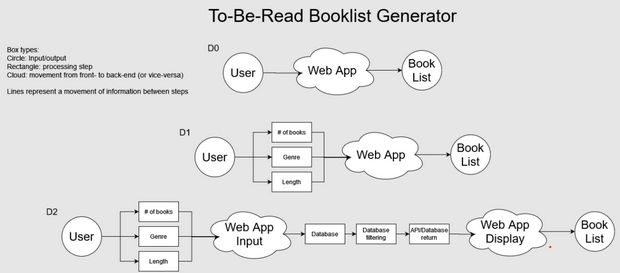 To-Be-Read Booklist Generator
Box types:
Circle: Input/output
Rectangle: processing step
Cloud: movement from front- to back-end (or vice-versa)
Lines represent a movement of information between steps
D0
User
Web App
Book
List
D1
User
# of books
Genre
Length
Web App
Book
List
D2
User
# of books
Genre
Length
Web App
Input
Database
Database
filtering
API/Database
return
Web App
Display
Book
List